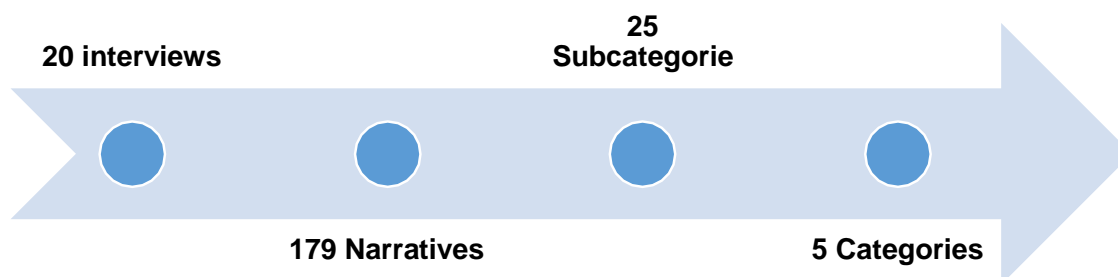 20 interviews
25
Subcategorie
179 Narratives
5 Categories